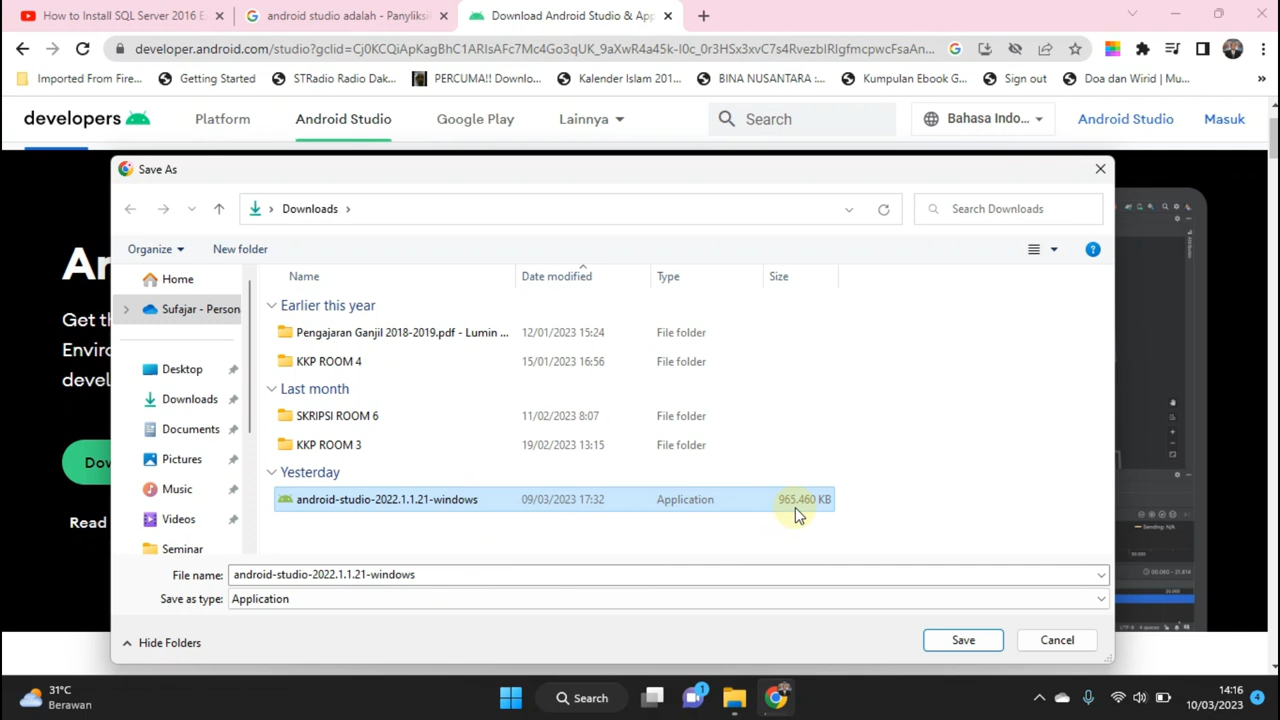 How to Install SQL Server 2016 E
android studio adalah - Panyliksil
Download Android Studio & App
developer.android.com/studio?gclid=Cj0KCQiA
Imported From Fire...
Getting Started
STRadio Radio Dak...
PERCUMA!! Downlo...
Kalender Islam 201...
BINA NUSANTARA :...
Kumpulan Ebook G...
Sign out
Doa dan Wirid | Mu...
»
developers
Platform
Android Studio
Google Play
Lainnya
Search
Bahasa Indo...
Android Studio
Masuk
Save As
Downloads
Search Downloads
Organize
New folder
Name
Date modified
Type
Size
Home
Earlier this year
Sufajar - Person
Pengajaran Ganjil 2018-2019.pdf - Lumin ...
12/01/2023 15:24
File folder
KKP ROOM 4
15/01/2023 16:56
File folder
Desktop
Last month
Downloads
SKRIPSI ROOM 6
11/02/2023 8:07
File folder
Documents
KKP ROOM 3
19/02/2023 13:15
File folder
Pictures
Yesterday
Music
android-studio-2022.1.1.21-windows
09/03/2023 17:32
Application
965.460 KB
Videos
Seminar
File name:
android-studio-2022.1.1.21-windows
Save as type:
Application
Hide Folders
Save
Cancel
An
Get th
Enviro
devel
Dow
Read
31°C
Berawan
Search
1
14:16
10/03/2023
4